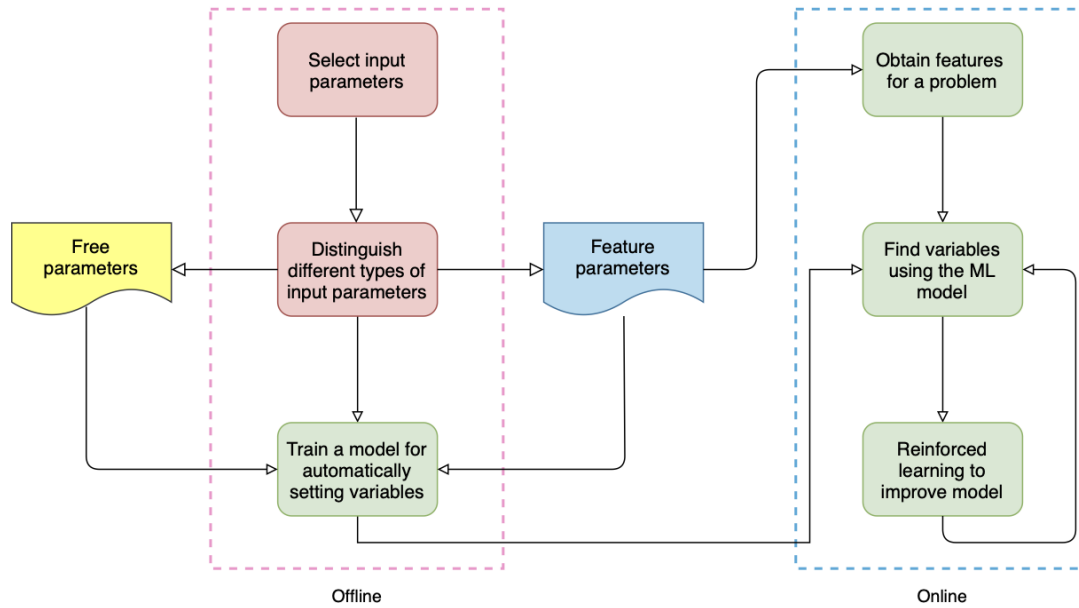 Select input
parameters
Obtain features
for a problem
Free
parameters
Distinguish
different types of
input parameters
Feature
parameters
Find variables
using the ML
model
Train a model for
automatically
setting variables
Reinforced
learning to
improve model
Offline
Online